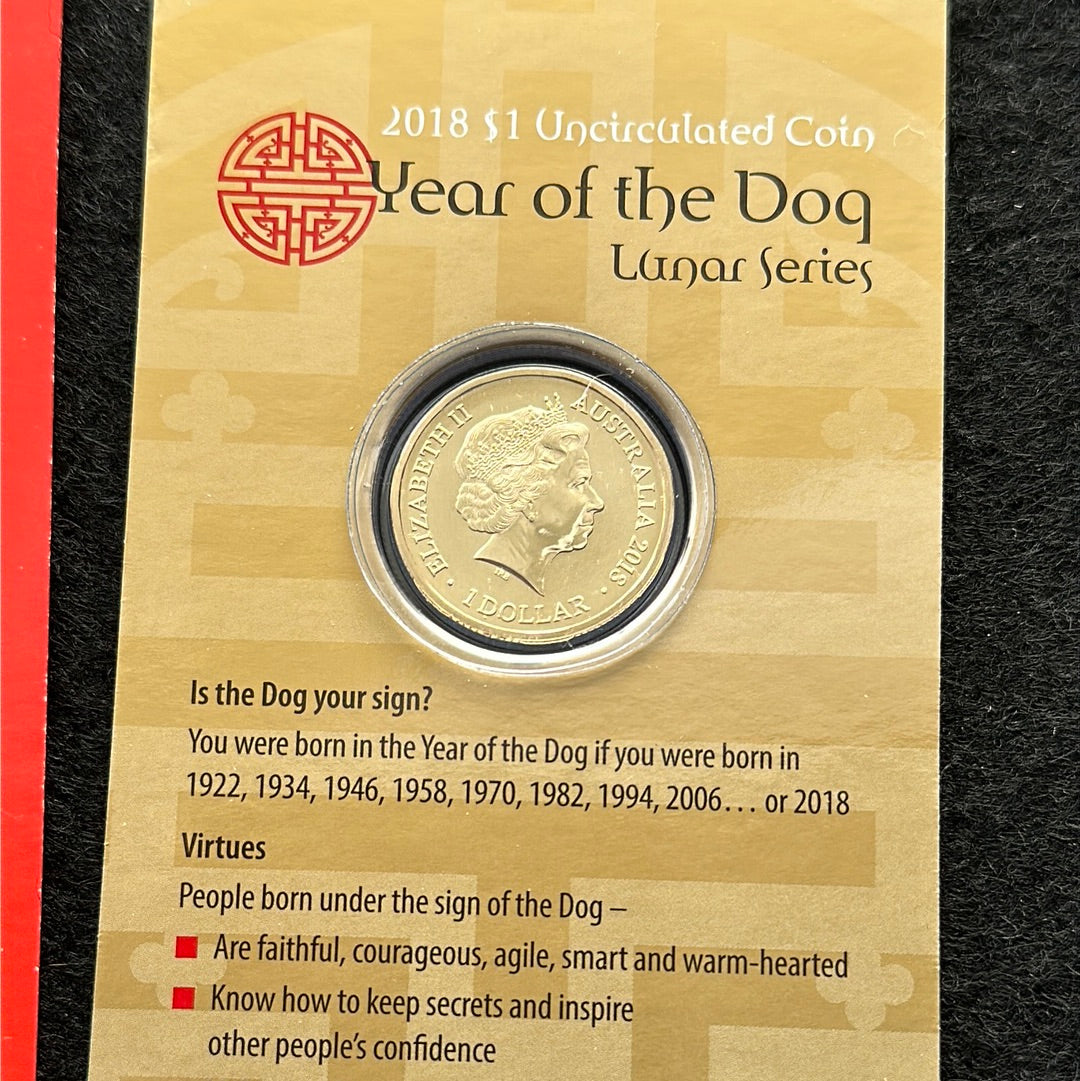 2018 $1 Uncirculated Coin
Year of the Dog
Lunar Series
ELIZABETH II
AUSTRALIA 2018
1 DOLLAR
Is the Dog your sign?
You were born in the Year of the Dog if you were born in
1922, 1934, 1946, 1958, 1970, 1982, 1994, 2006… or 2018
Virtues
People born under the sign of the Dog –
Are faithful, courageous, agile, smart and warm-hearted
Know how to keep secrets and inspire
other people’s confidence